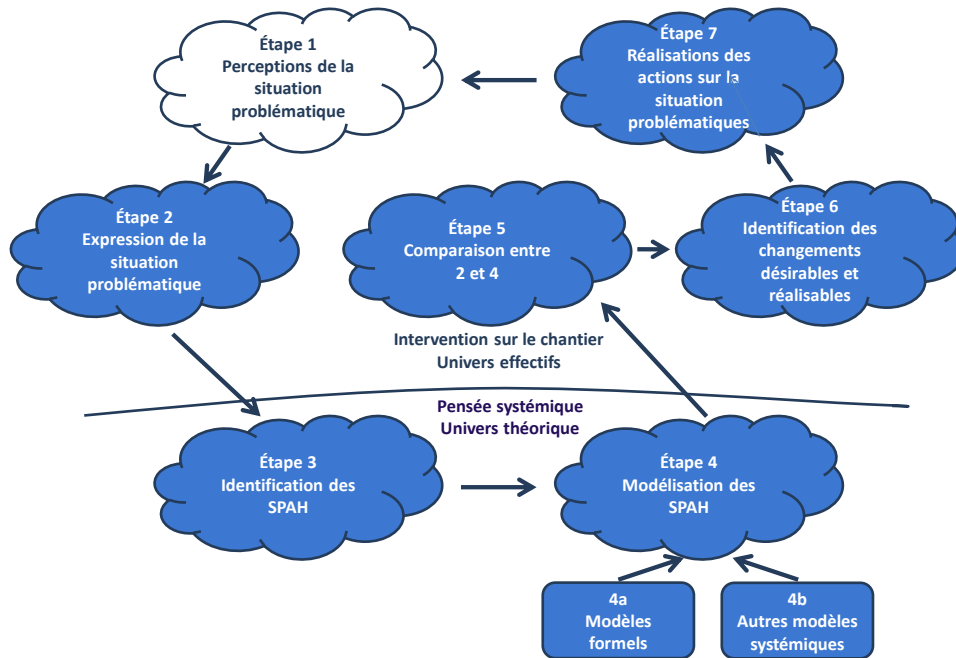 Étape 1
Perceptions de la
situation
problématique
Étape 7
Réalisations des
actions sur la
situation
problématiques
Étape 2
Expression de la
situation
problématique
Étape 5
Comparaison entre
2 et 4
Étape 6
Identification des
changements
désirables et
réalisables
Intervention sur le chantier
Univers effectifs
Pensée systémique
Univers théorique
Étape 3
Identification des
SPAH
Étape 4
Modélisation des
SPAH
4a
Modèles
formels
4b
Autres modèles
systémiques